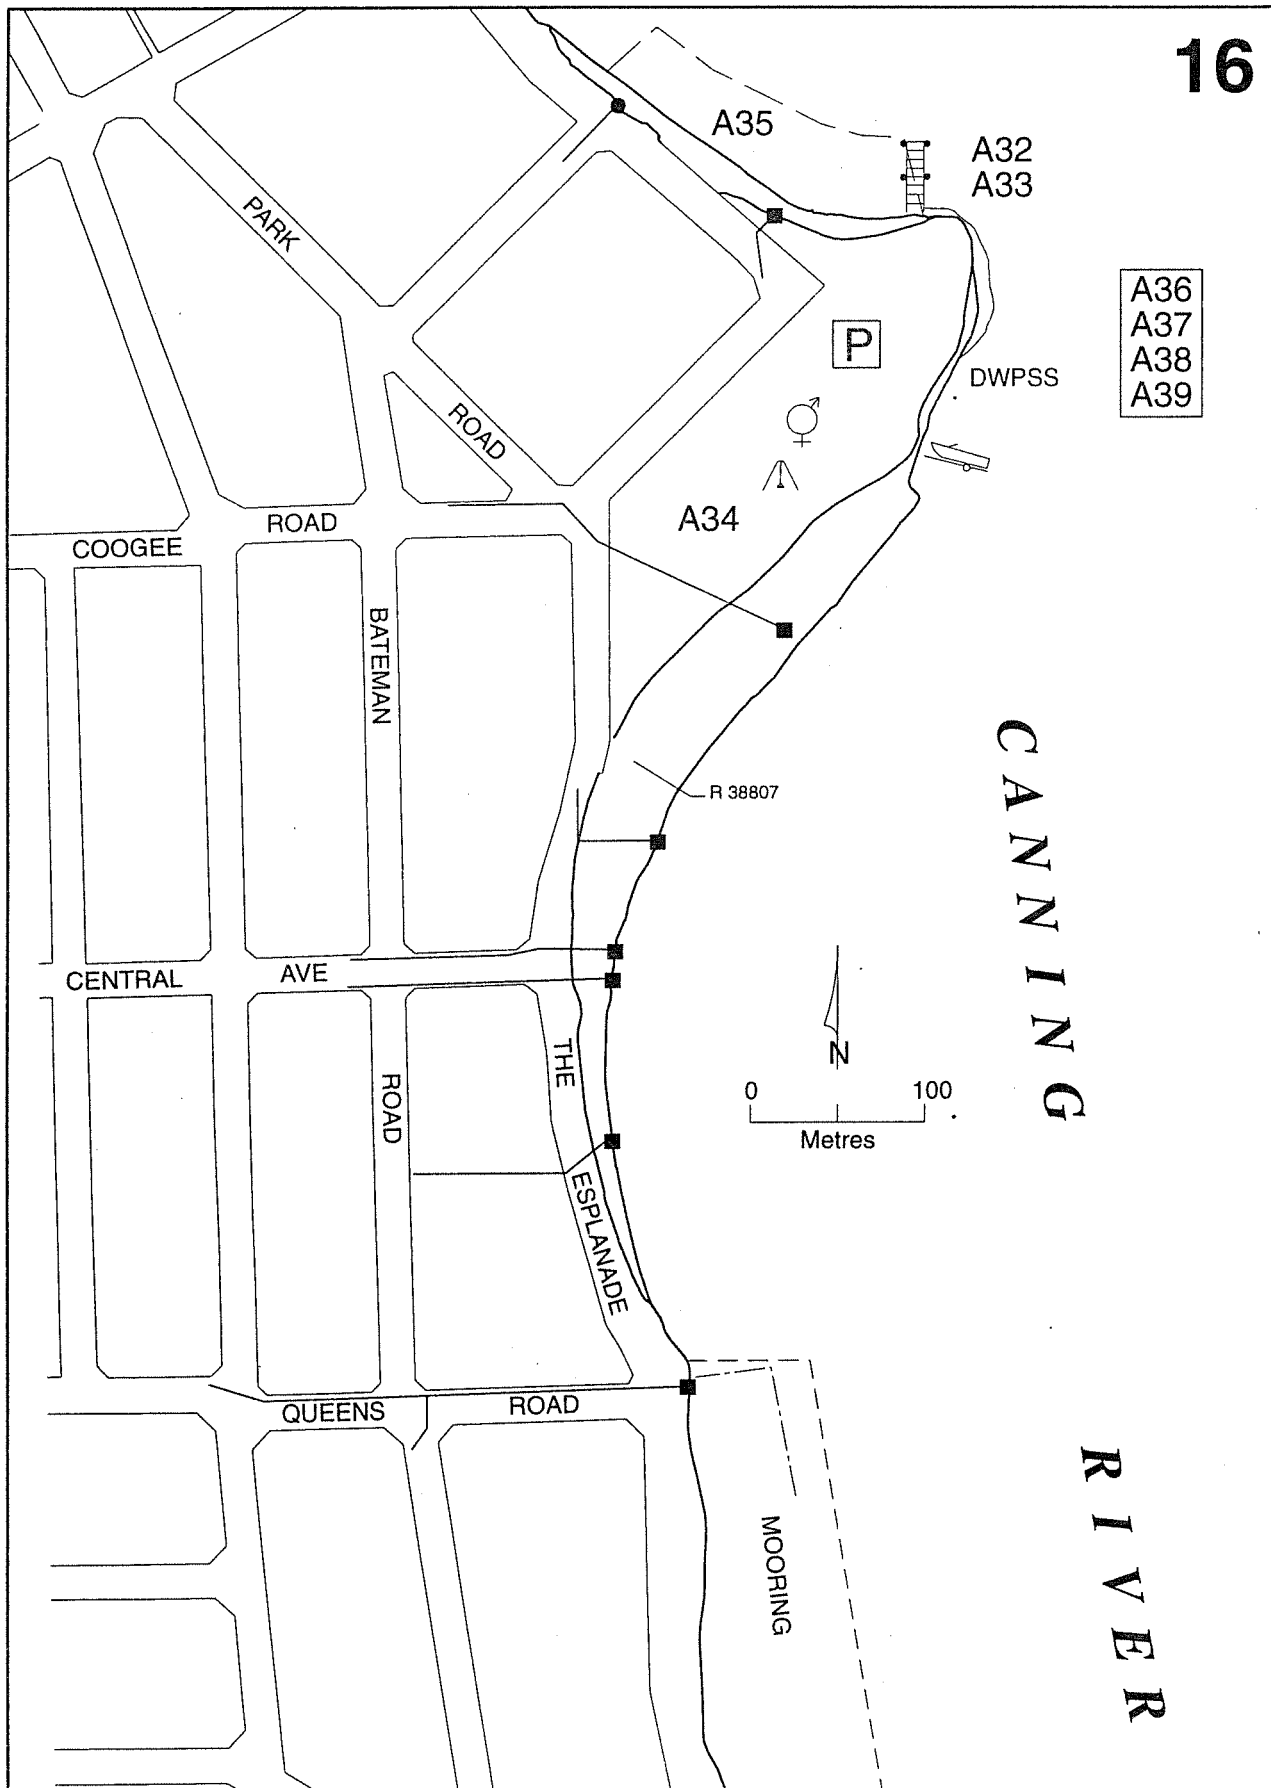 16
A35
A32
A33
PARK
A36
A37
A38
A39
P
DWPSS
ROAD
A34
COOGEE ROAD
BATEMAN
CANNING
R 38807
CENTRAL AVE
THE
N
ROAD
0 100
Metres
ESPLANADE
QUEENS ROAD
RIVER
MOORING